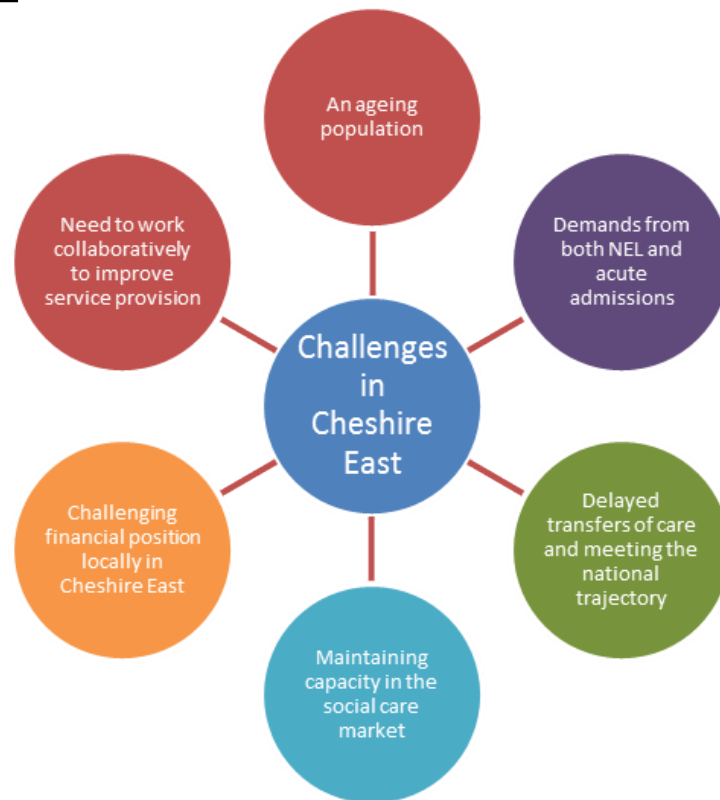 An ageing
population
Demands from
both NEL and
acute
admissions
Delayed
transfers of care
and meeting the
national
trajectory
Maintaining
capacity in the
social care
market
Challenging
financial position
locally in
Cheshire East
Need to work
collaboratively
to improve
service provision
Challenges
in
Cheshire
East